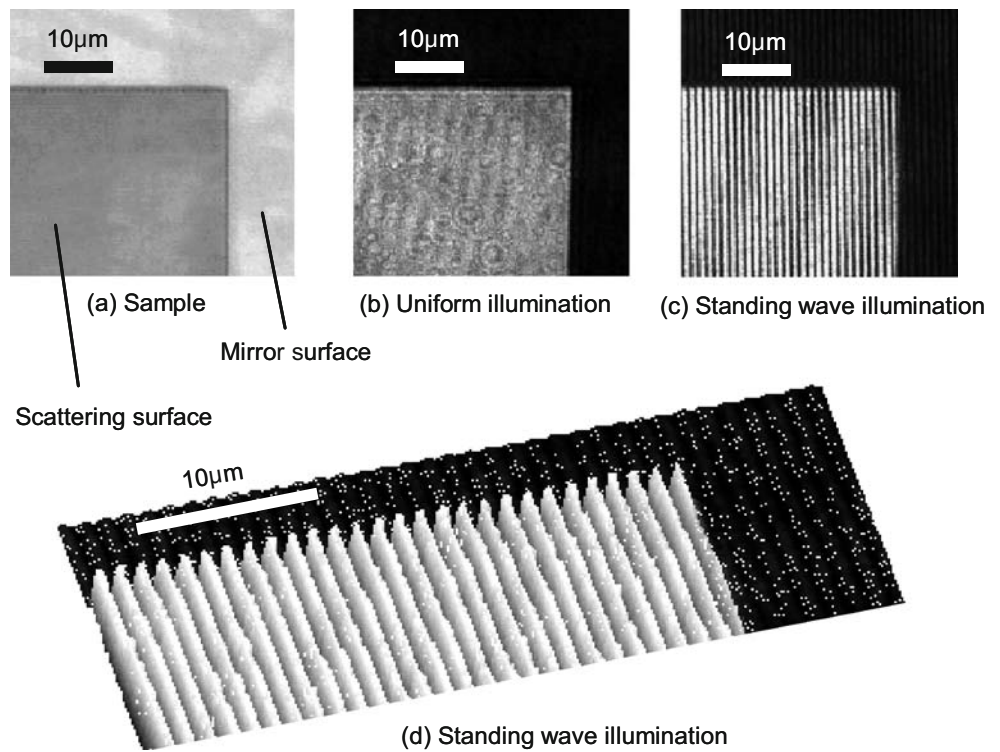 10μm
10μm
10μm
(a) Sample
(b) Uniform illumination
(c) Standing wave illumination
Mirror surface
Scattering surface
10μm
(d) Standing wave illumination